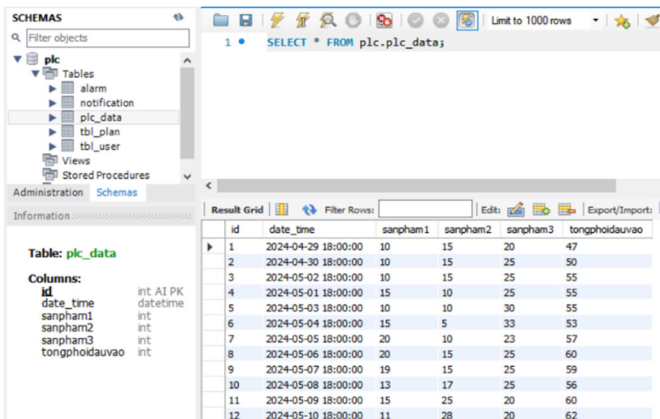 SCHEMAS
Filter objects
plc
Tables
alarm
notification
plc_data
tbl_plan
tbl_user
Views
Stored Procedures
Administration Schemas
Information
Table: plc_data
Columns:
id int AI PK
date_time datetime
sanpham1 int
sanpham2 int
sanpham3 int
tongphoidauvao int
Limit to 1000 rows
1 SELECT * FROM plc.plc_data;
Result Grid Filter Rows: Edit: Export/Import:
id date_time sanpham1 sanpham2 sanpham3 tongphoidauvao
1 2024-04-29 18:00:00 10 15 20 47
2 2024-04-30 18:00:00 10 15 25 50
3 2024-05-02 18:00:00 10 15 25 55
4 2024-05-01 18:00:00 15 10 25 55
5 2024-05-03 18:00:00 10 10 30 55
6 2024-05-04 18:00:00 15 5 33 53
7 2024-05-05 18:00:00 20 10 23 57
8 2024-05-06 18:00:00 20 15 25 60
9 2024-05-07 18:00:00 19 15 25 59
10 2024-05-08 18:00:00 13 17 25 56
11 2024-05-09 18:00:00 15 25 20 60
12 2024-05-10 18:00:00 11 28 20 62